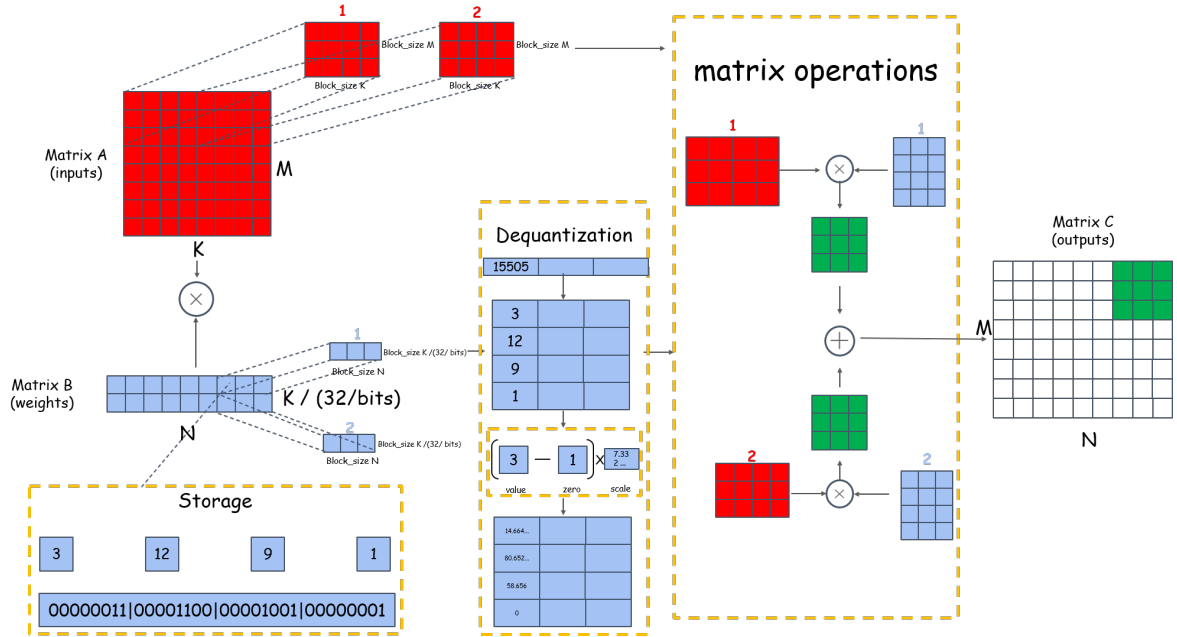 1
2
Block_size M
Block_size M
Block_size K
Block_size K
Matrix A
(inputs)
M
K
×
Matrix B
(weights)
K / (32/bits)
N
1
Block_size K /(32/ bits)
Block_size N
2
Block_size K /(32/ bits)
Block_size N
Storage
3
12
9
1
00000011|00001100|00001001|00000001
Dequantization
15505
3
12
9
1
( 3 — 1 ) x 7.33
2 ...
value zero scale
14.664...
80.652...
58.656
0
matrix operations
1
1
×
+
2
2
×
Matrix C
(outputs)
M
N